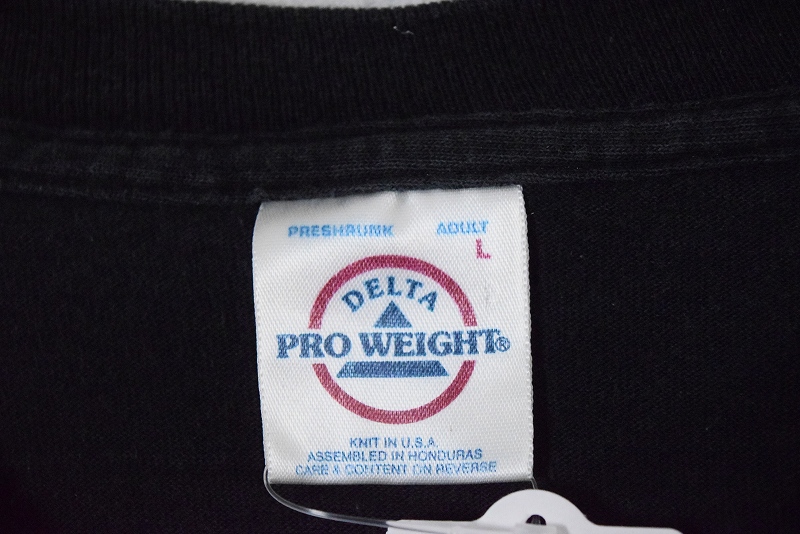 PRESHRUNK ADULT
L
DELTA
PRO WEIGHT®
KNIT IN U.S.A.
ASSEMBLED IN HONDURAS
CARE & CONTENT ON REVERSE